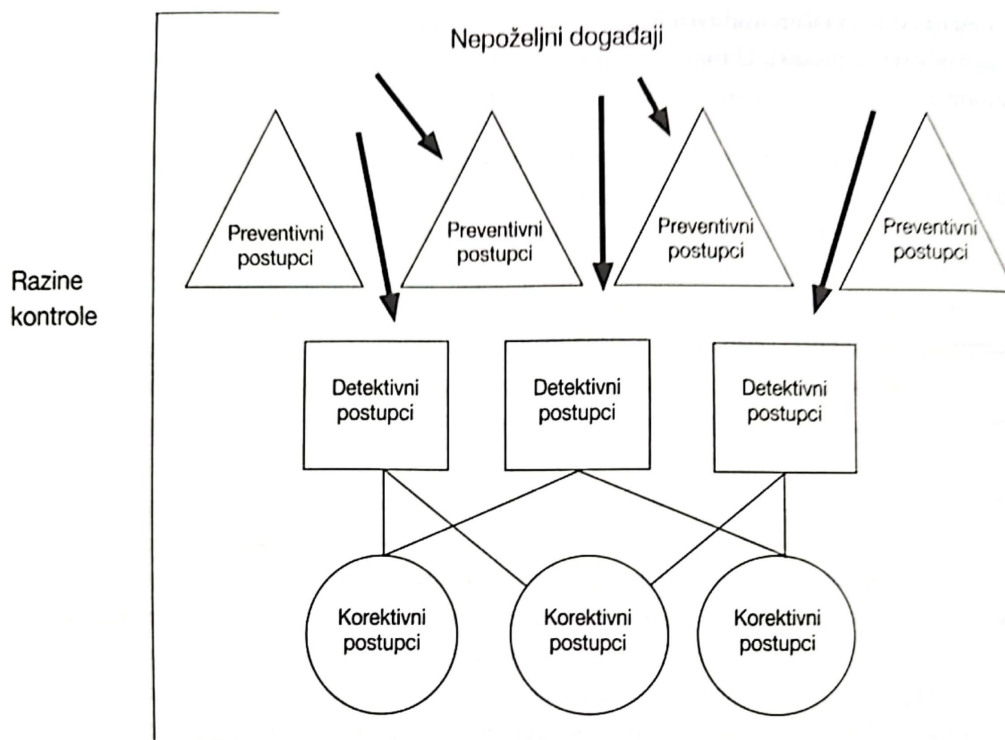 Nepoželjni događaji
Preventivni
postupci
Preventivni
postupci
Preventivni
postupci
Preventivni
postupci
Razine
kontrole
Detektivni
postupci
Detektivni
postupci
Detektivni
postupci
Korektivni
postupci
Korektivni
postupci
Korektivni
postupci